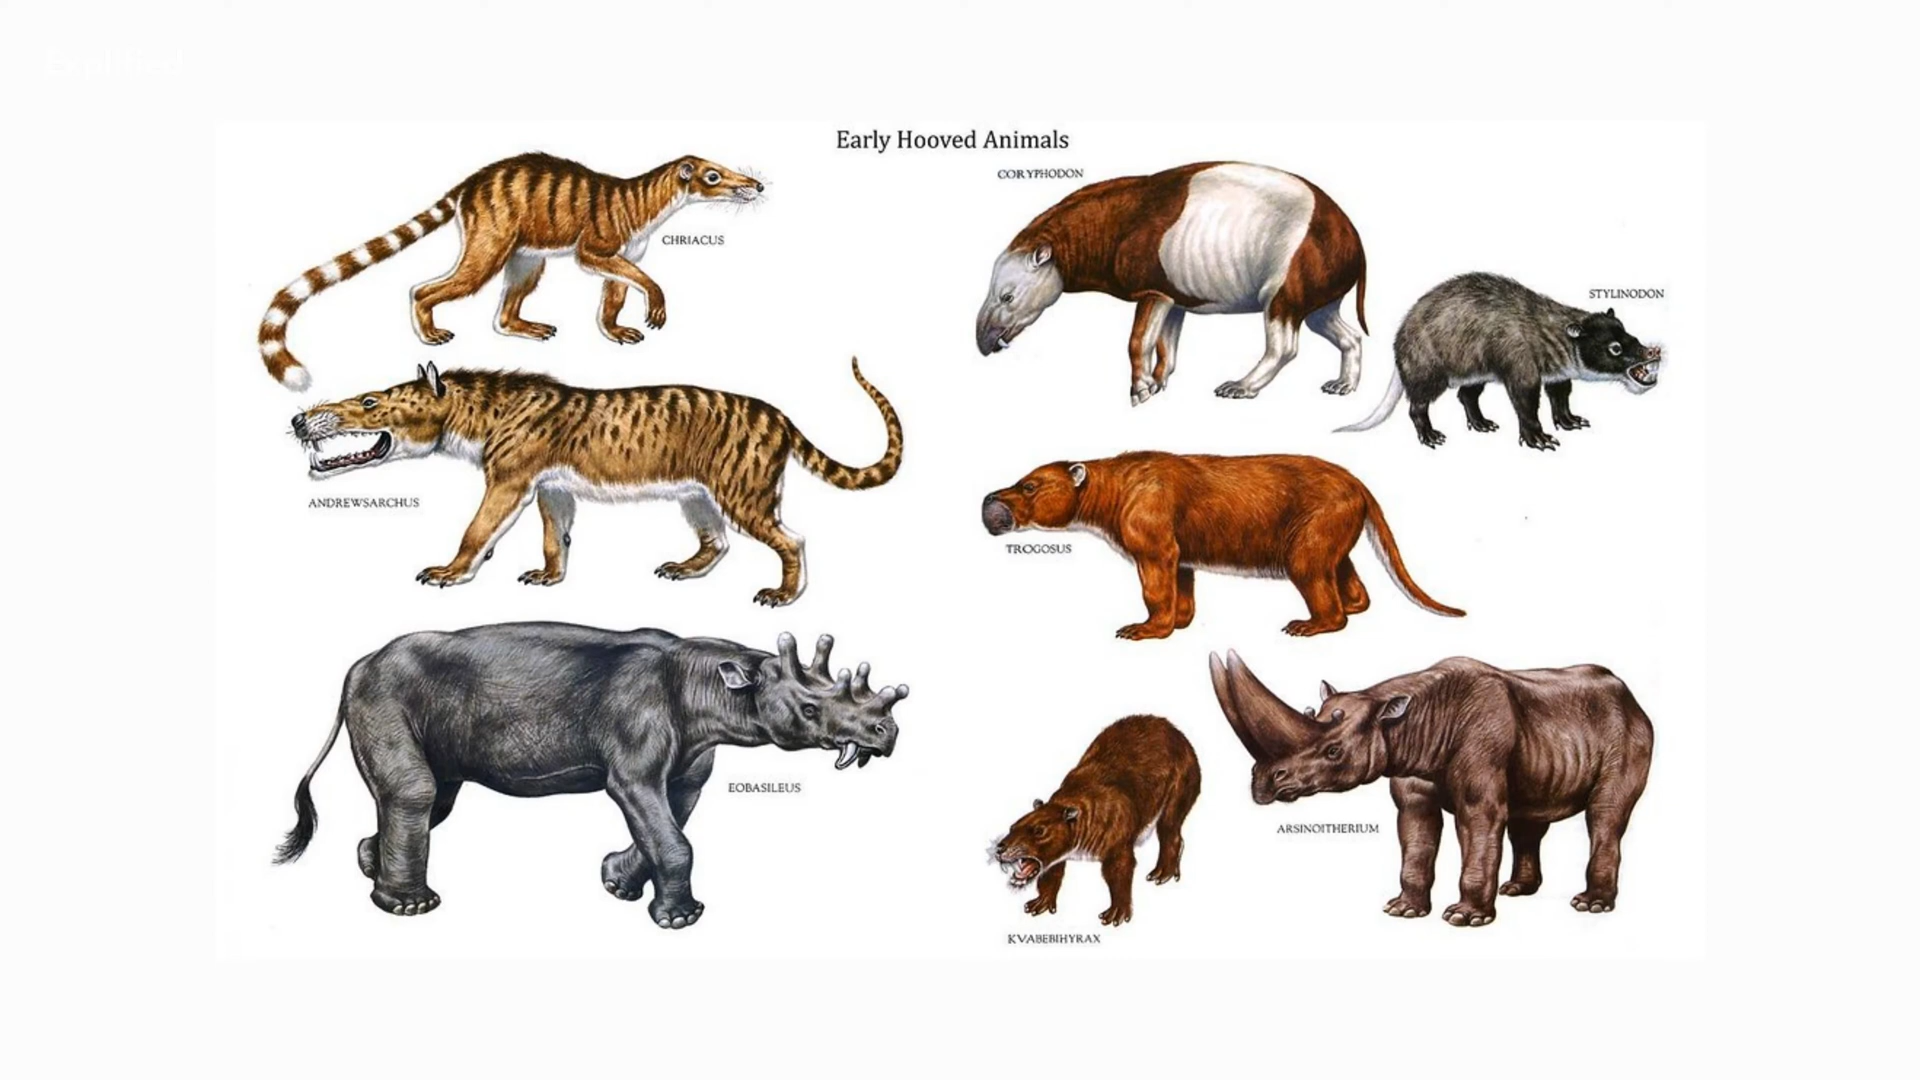 Early Hooved Animals
CHRIACUS
CORYPHODON
STYLINODON
ANDREWSARCHUS
TROGOSUS
EOBASILEUS
ARSINOITHERIUM
KVABEBIHYRAX